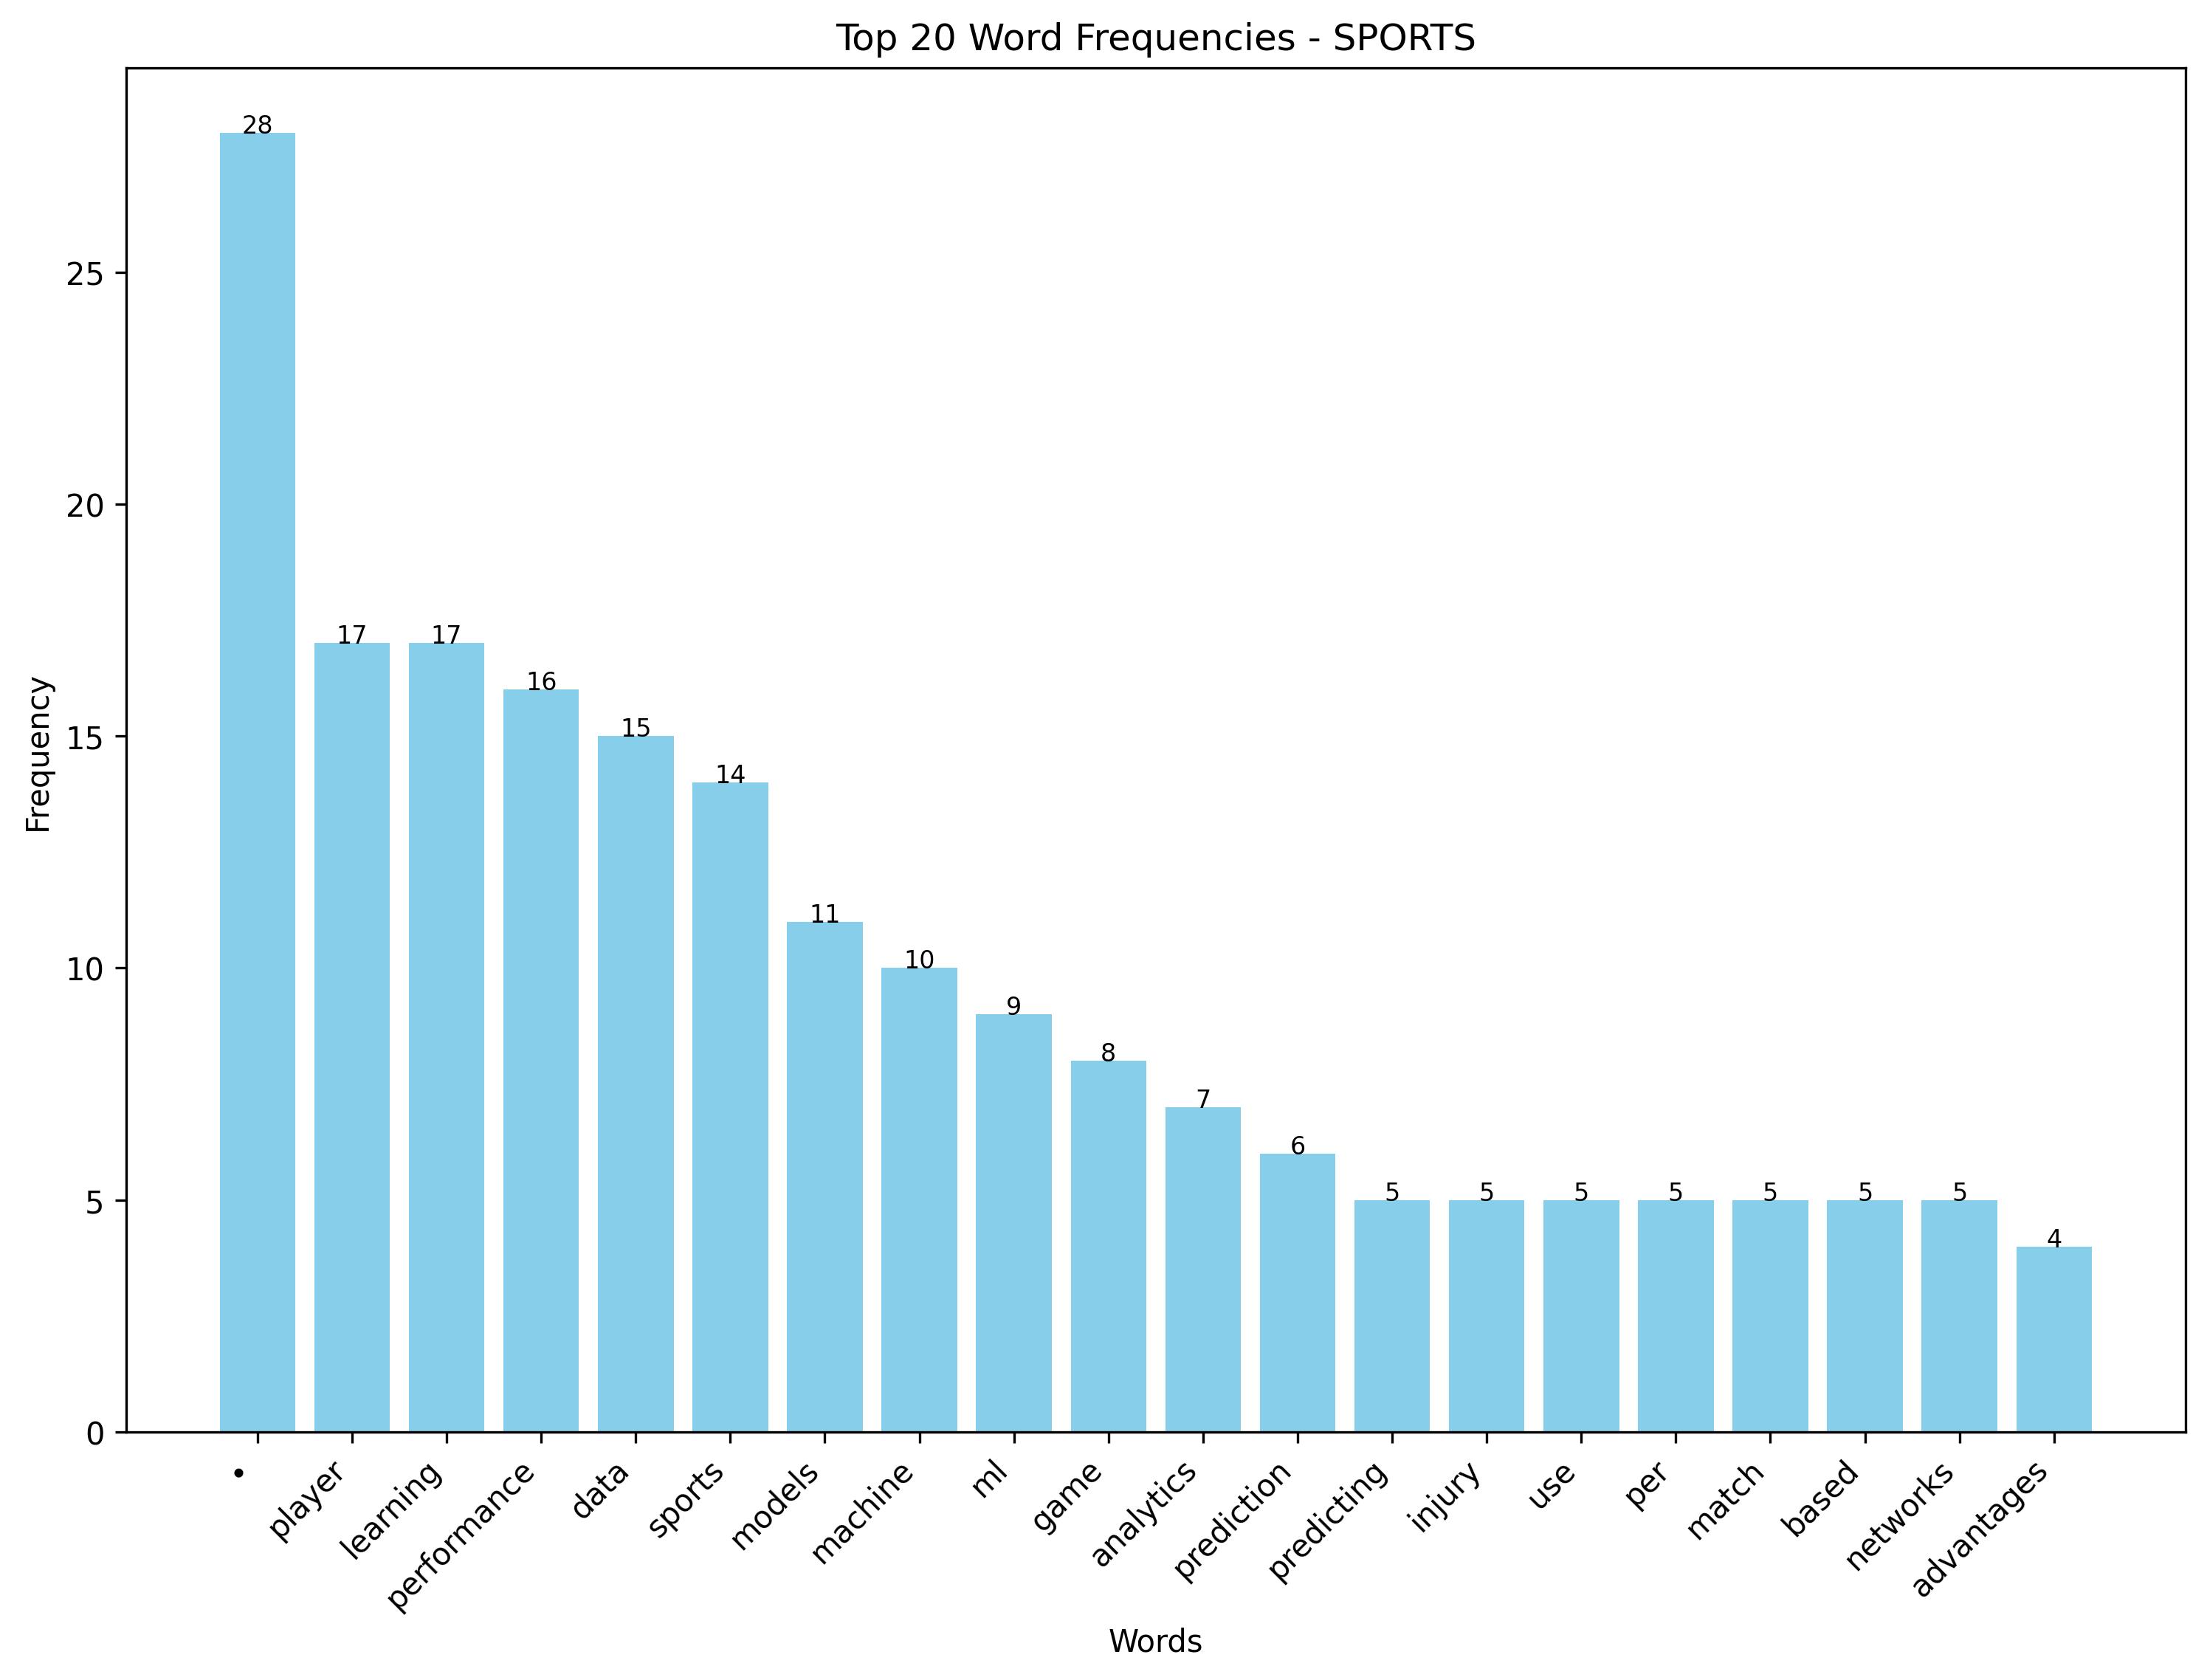 Top 20 Word Frequencies - SPORTS
28
17
17
16
15
14
11
10
9
8
7
6
5
5
5
5
5
5
5
4
Frequency
25
20
15
10
5
0
•
player
learning
performance
data
sports
models
machine
ml
game
analytics
prediction
predicting
injury
use
per
match
based
networks
advantages
Words